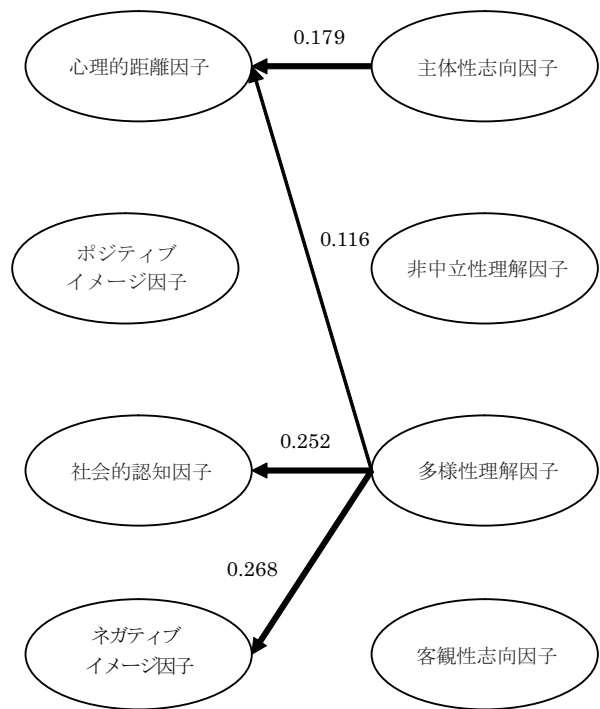 0.179
心理的距離因子
主体性志向因子
0.116
ポジティブ
イメージ因子
非中立性理解因子
0.252
社会的認知因子
多様性理解因子
0.268
ネガティブ
イメージ因子
客観性志向因子